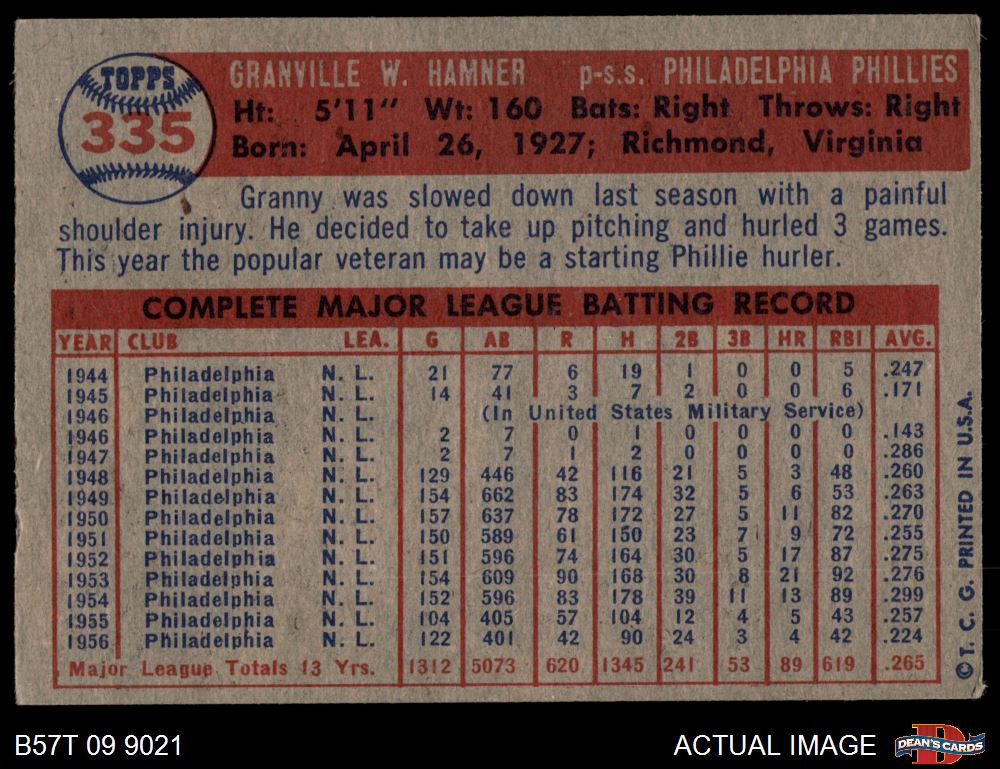 TOPPS
335
GRANVILLE W. HAMNER p-s.s. PHILADELPHIA PHILLIES
Ht: 5'11" Wt: 160 Bats: Right Throws: Right
Born: April 26, 1927; Richmond, Virginia
Granny was slowed down last season with a painful
shoulder injury. He decided to take up pitching and hurled 3 games.
This year the popular veteran may be a starting Phillie hurler.
COMPLETE MAJOR LEAGUE BATTING RECORD
YEAR CLUB LEA. G AB R H 2B 3B HR RBI AVG.
1944 Philadelphia N. L. 21 77 6 19 1 0 0 5 .247
1945 Philadelphia N. L. 14 41 3 7 2 0 0 6 .171
1946 Philadelphia N. L. (In United States Military Service)
1946 Philadelphia N. L. 2 7 0 1 0 0 0 0 .143
1947 Philadelphia N. L. 2 7 1 2 0 0 0 0 .286
1948 Philadelphia N. L. 129 446 42 116 21 5 3 48 .260
1949 Philadelphia N. L. 154 662 83 174 32 5 6 53 .263
1950 Philadelphia N. L. 157 637 78 172 27 5 11 82 .270
1951 Philadelphia N. L. 150 589 61 150 23 7 9 72 .255
1952 Philadelphia N. L. 151 596 74 164 30 5 17 87 .275
1953 Philadelphia N. L. 154 609 90 168 30 8 21 92 .276
1954 Philadelphia N. L. 152 596 83 178 39 11 13 89 .299
1955 Philadelphia N. L. 104 405 57 104 12 4 5 43 .257
1956 Philadelphia N. L. 122 401 42 90 24 3 4 42 .224
Major League Totals 13 Yrs. 1312 5073 620 1345 241 53 89 619 .265
© T. C. G. PRINTED IN U.S.A.
B57T 09 9021
ACTUAL IMAGE
D
DEAN'S CARDS